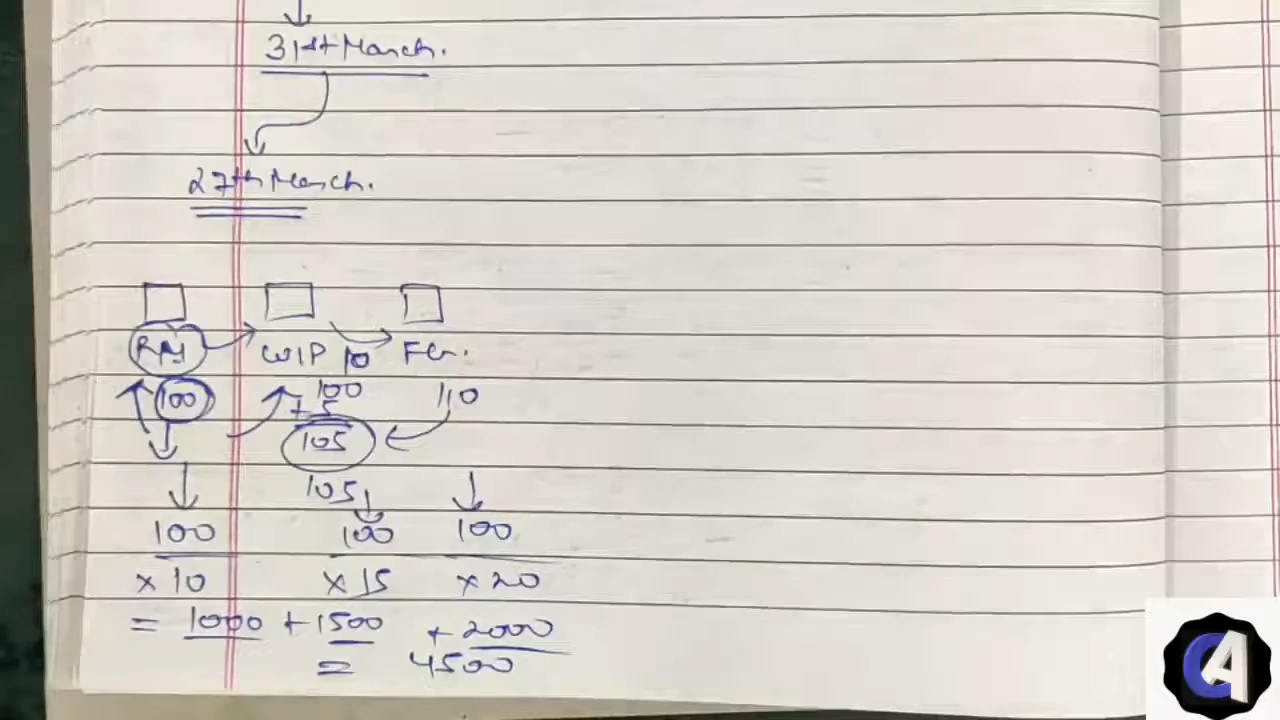 31st March.
27th March.
RM WIP 10 FG.
100 100 110
+ 5
105
105
100 100 100
× 10 × 15 × 20
= 1000 + 1500 + 2000
= 4500
CA